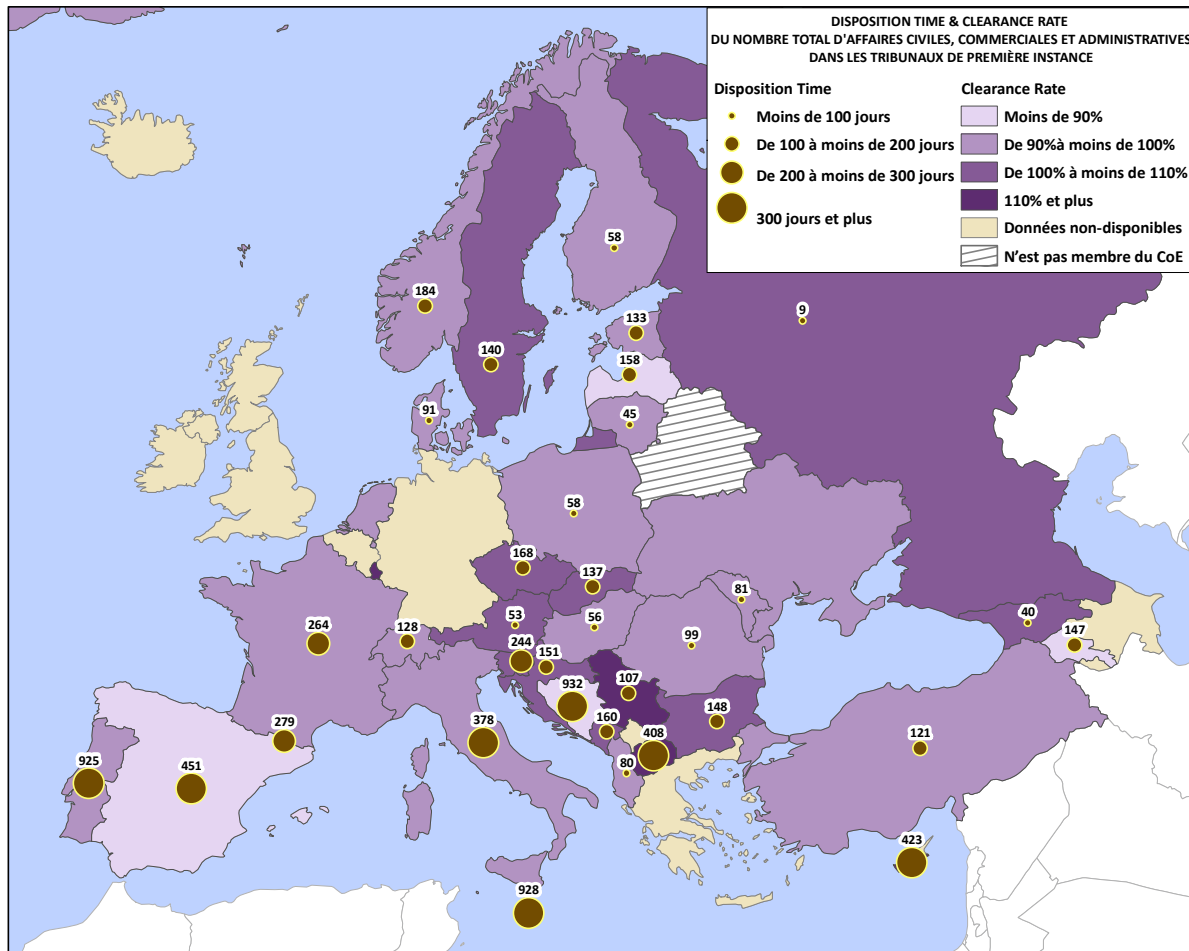 DISPOSITION TIME & CLEARANCE RATE
DU NOMBRE TOTAL D'AFFAIRES CIVILES, COMMERCIALES ET ADMINISTRATIVES
DANS LES TRIBUNAUX DE PREMIÈRE INSTANCE
Disposition Time
Moins de 100 jours
De 100 à moins de 200 jours
De 200 à moins de 300 jours
300 jours et plus
Clearance Rate
Moins de 90%
De 90%à moins de 100%
De 100% à moins de 110%
110% et plus
Données non-disponibles
N'est pas membre du CoE
58
184
9
133
140
158
91
45
58
168
137
81
53
56
40
264
128
99
147
244
151
932
107
148
160
279
378
408
121
925
451
80
423
928